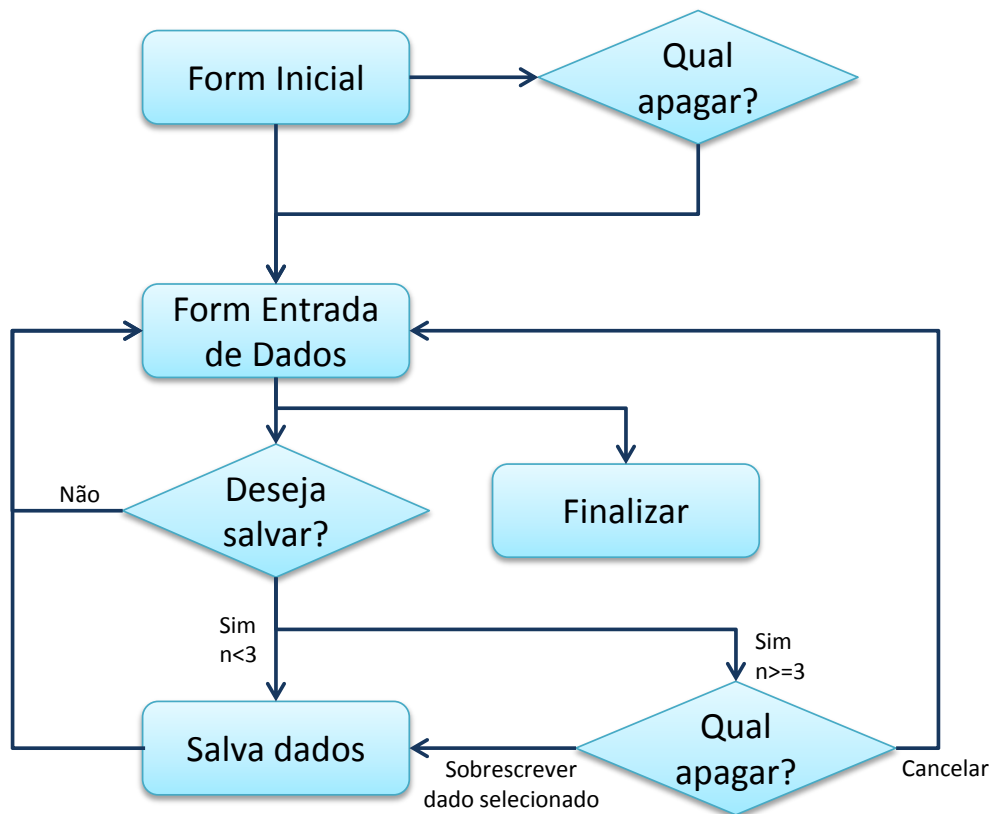 Form Inicial
Qual
apagar?
Form Entrada
de Dados
Não
Deseja
salvar?
Finalizar
Sim
n<3
Sim
n>=3
Salva dados
Sobrescrever
dado selecionado
Qual
apagar?
Cancelar